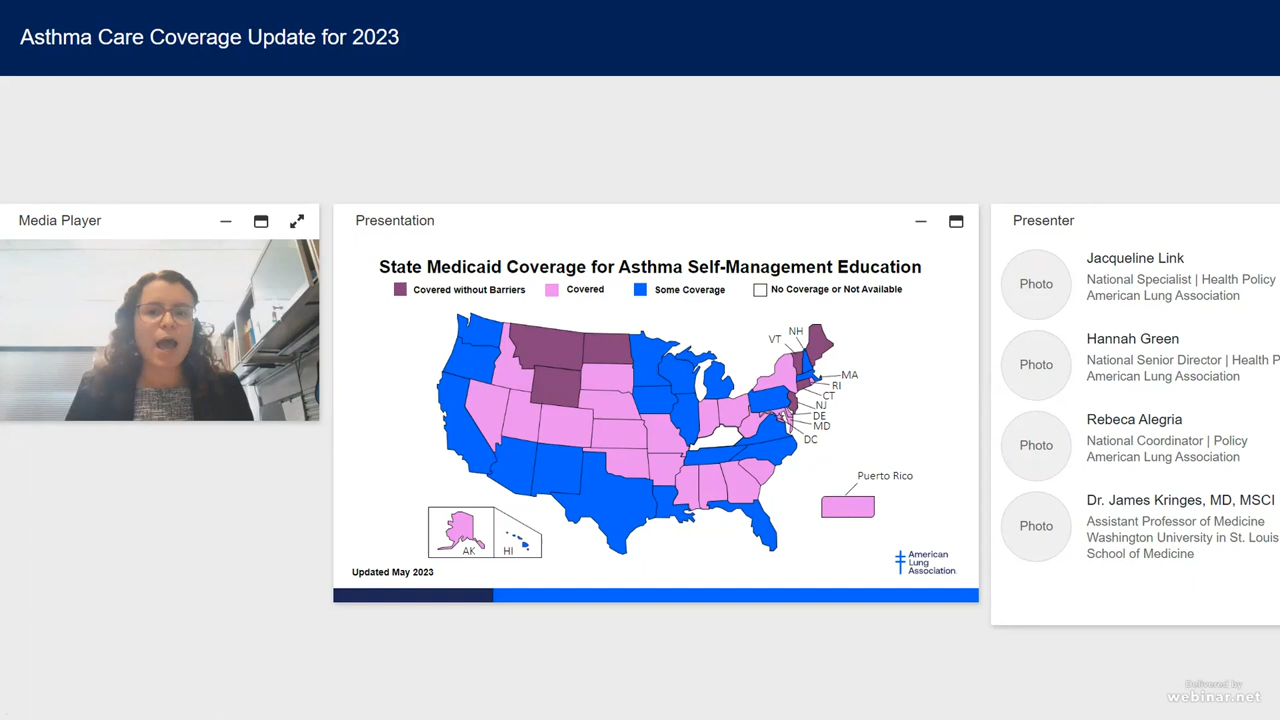 Asthma Care Coverage Update for 2023
Media Player
Presentation
State Medicaid Coverage for Asthma Self-Management Education
Covered without Barriers
Covered
Some Coverage
No Coverage or Not Available
VT
NH
MA
RI
CT
NJ
DE
MD
DC
Puerto Rico
AK
HI
Updated May 2023
American
Lung
Association.
Presenter
Photo
Jacqueline Link
National Specialist | Health Policy
American Lung Association
Photo
Hannah Green
National Senior Director | Health P
American Lung Association
Photo
Rebeca Alegria
National Coordinator | Policy
American Lung Association
Photo
Dr. James Kringes, MD, MSCI
Assistant Professor of Medicine
Washington University in St. Louis
School of Medicine
Delivered by
webinar.net